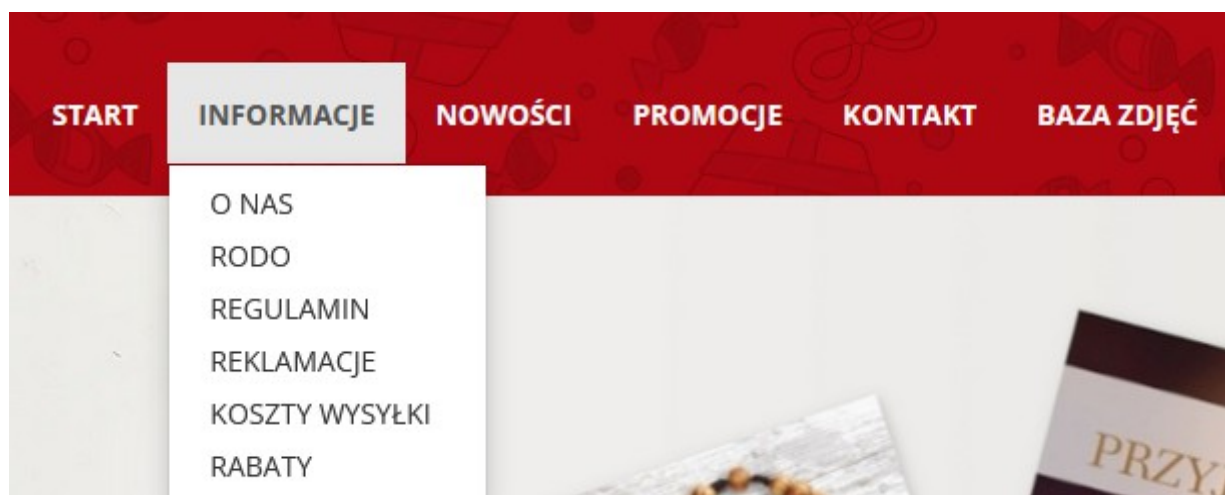 START INFORMACJE NOWOŚCI PROMOCJE KONTAKT BAZA ZDJĘĆ
O NAS
RODO
REGULAMIN
REKLAMACJE
KOSZTY WYSYŁKI
RABATY